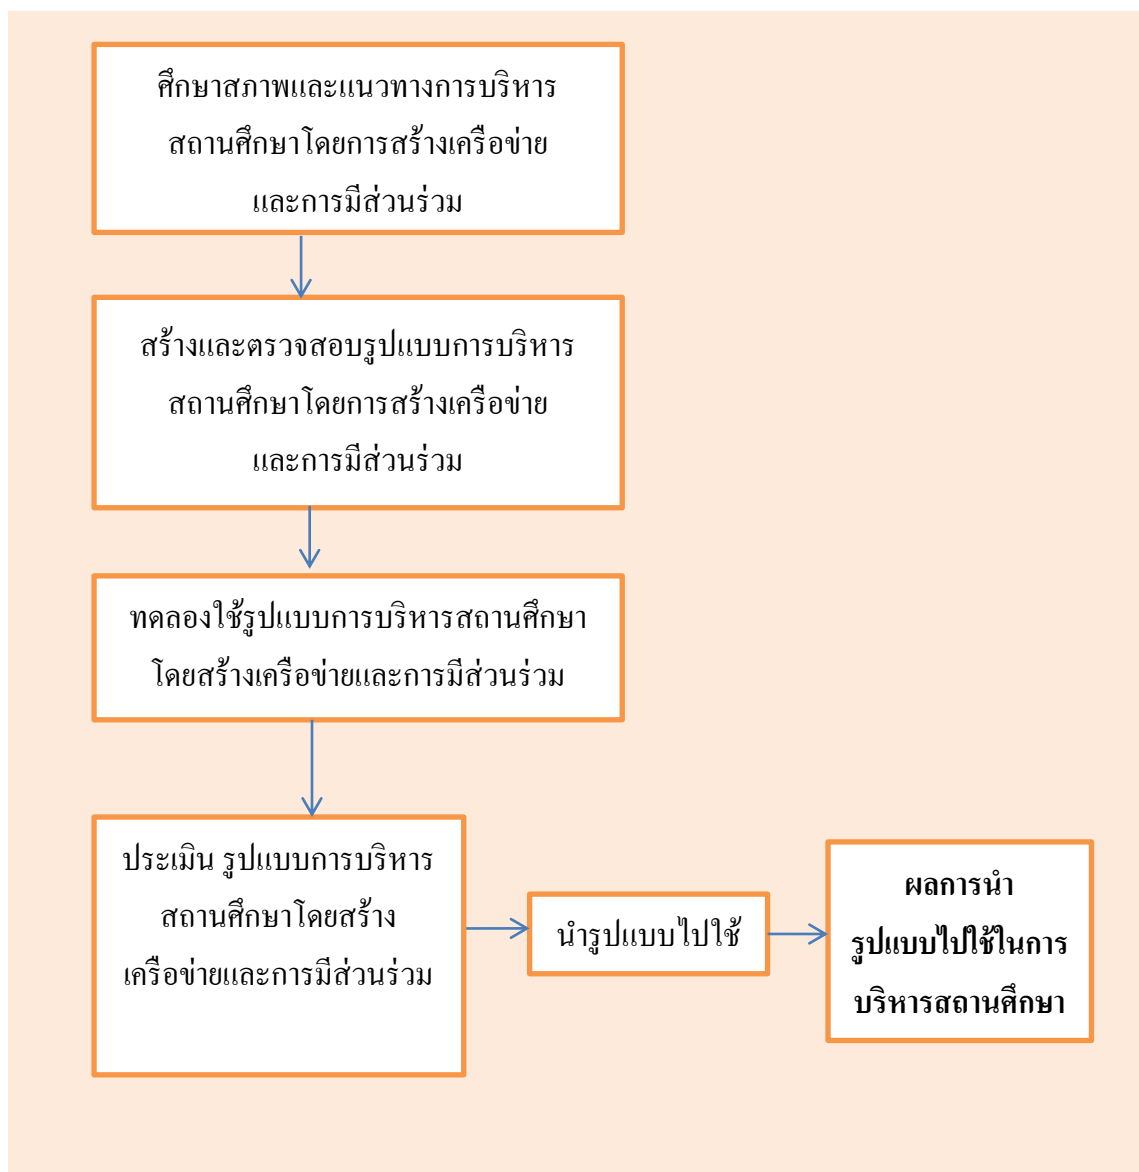 ศึกษาสภาพและแนวทางการบริหาร
สถานศึกษาโดยการสร้างเครือข่าย
และการมีส่วนร่วม
สร้างและตรวจสอบรูปแบบการบริหาร
สถานศึกษาโดยการสร้างเครือข่าย
และการมีส่วนร่วม
ทดลองใช้รูปแบบการบริหารสถานศึกษา
โดยสร้างเครือข่ายและการมีส่วนร่วม
ประเมิน รูปแบบการบริหาร
สถานศึกษาโดยสร้าง
เครือข่ายและการมีส่วนร่วม
นำรูปแบบไปใช้
ผลการนำ
รูปแบบไปใช้ในการ
บริหารสถานศึกษา